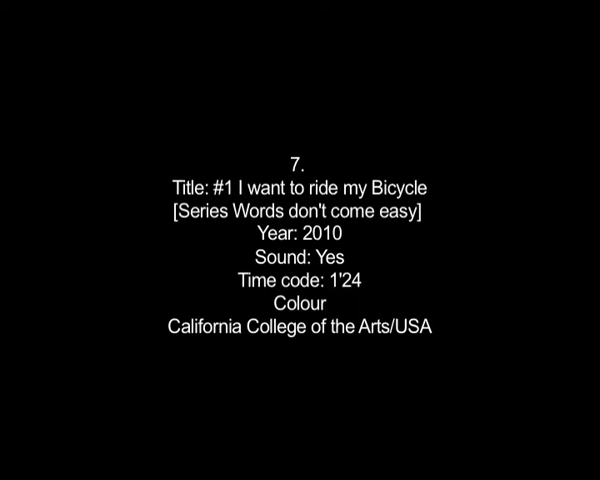 7.
Title: #1 I want to ride my Bicycle
[Series Words don't come easy]
Year: 2010
Sound: Yes
Time code: 1'24
Colour
California College of the Arts/USA